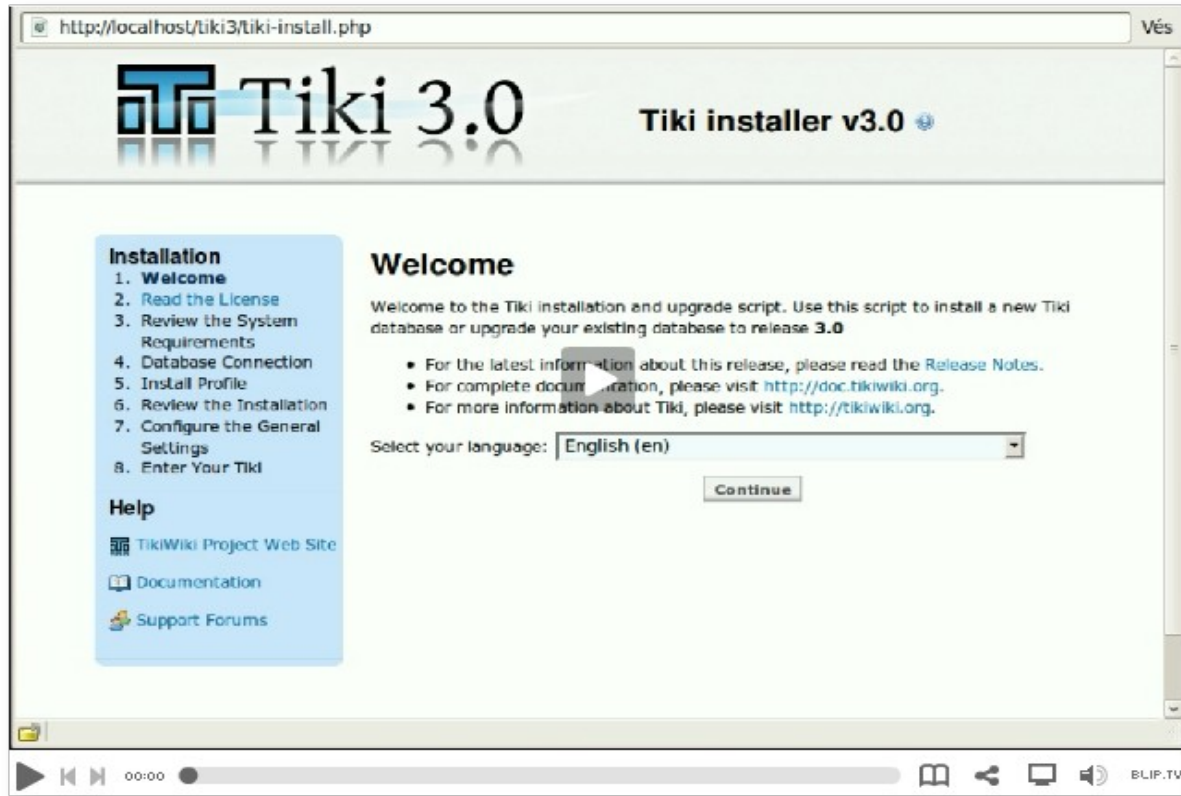 http://localhost/tiki3/tiki-install.php
Vés
Tiki 3.0
Tiki installer v3.0
Installation
1. Welcome
2. Read the License
3. Review the System
Requirements
4. Database Connection
5. Install Profile
6. Review the Installation
7. Configure the General
Settings
8. Enter Your Tiki
Help
TikiWiki Project Web Site
Documentation
Support Forums
Welcome
Welcome to the Tiki installation and upgrade script. Use this script to install a new Tiki
database or upgrade your existing database to release 3.0
• For the latest information about this release, please read the Release Notes.
• For complete documentation, please visit http://doc.tikiwiki.org.
• For more information about Tiki, please visit http://tikiwiki.org.
Select your language: English (en)
Continue
00:00
BLIP.TV